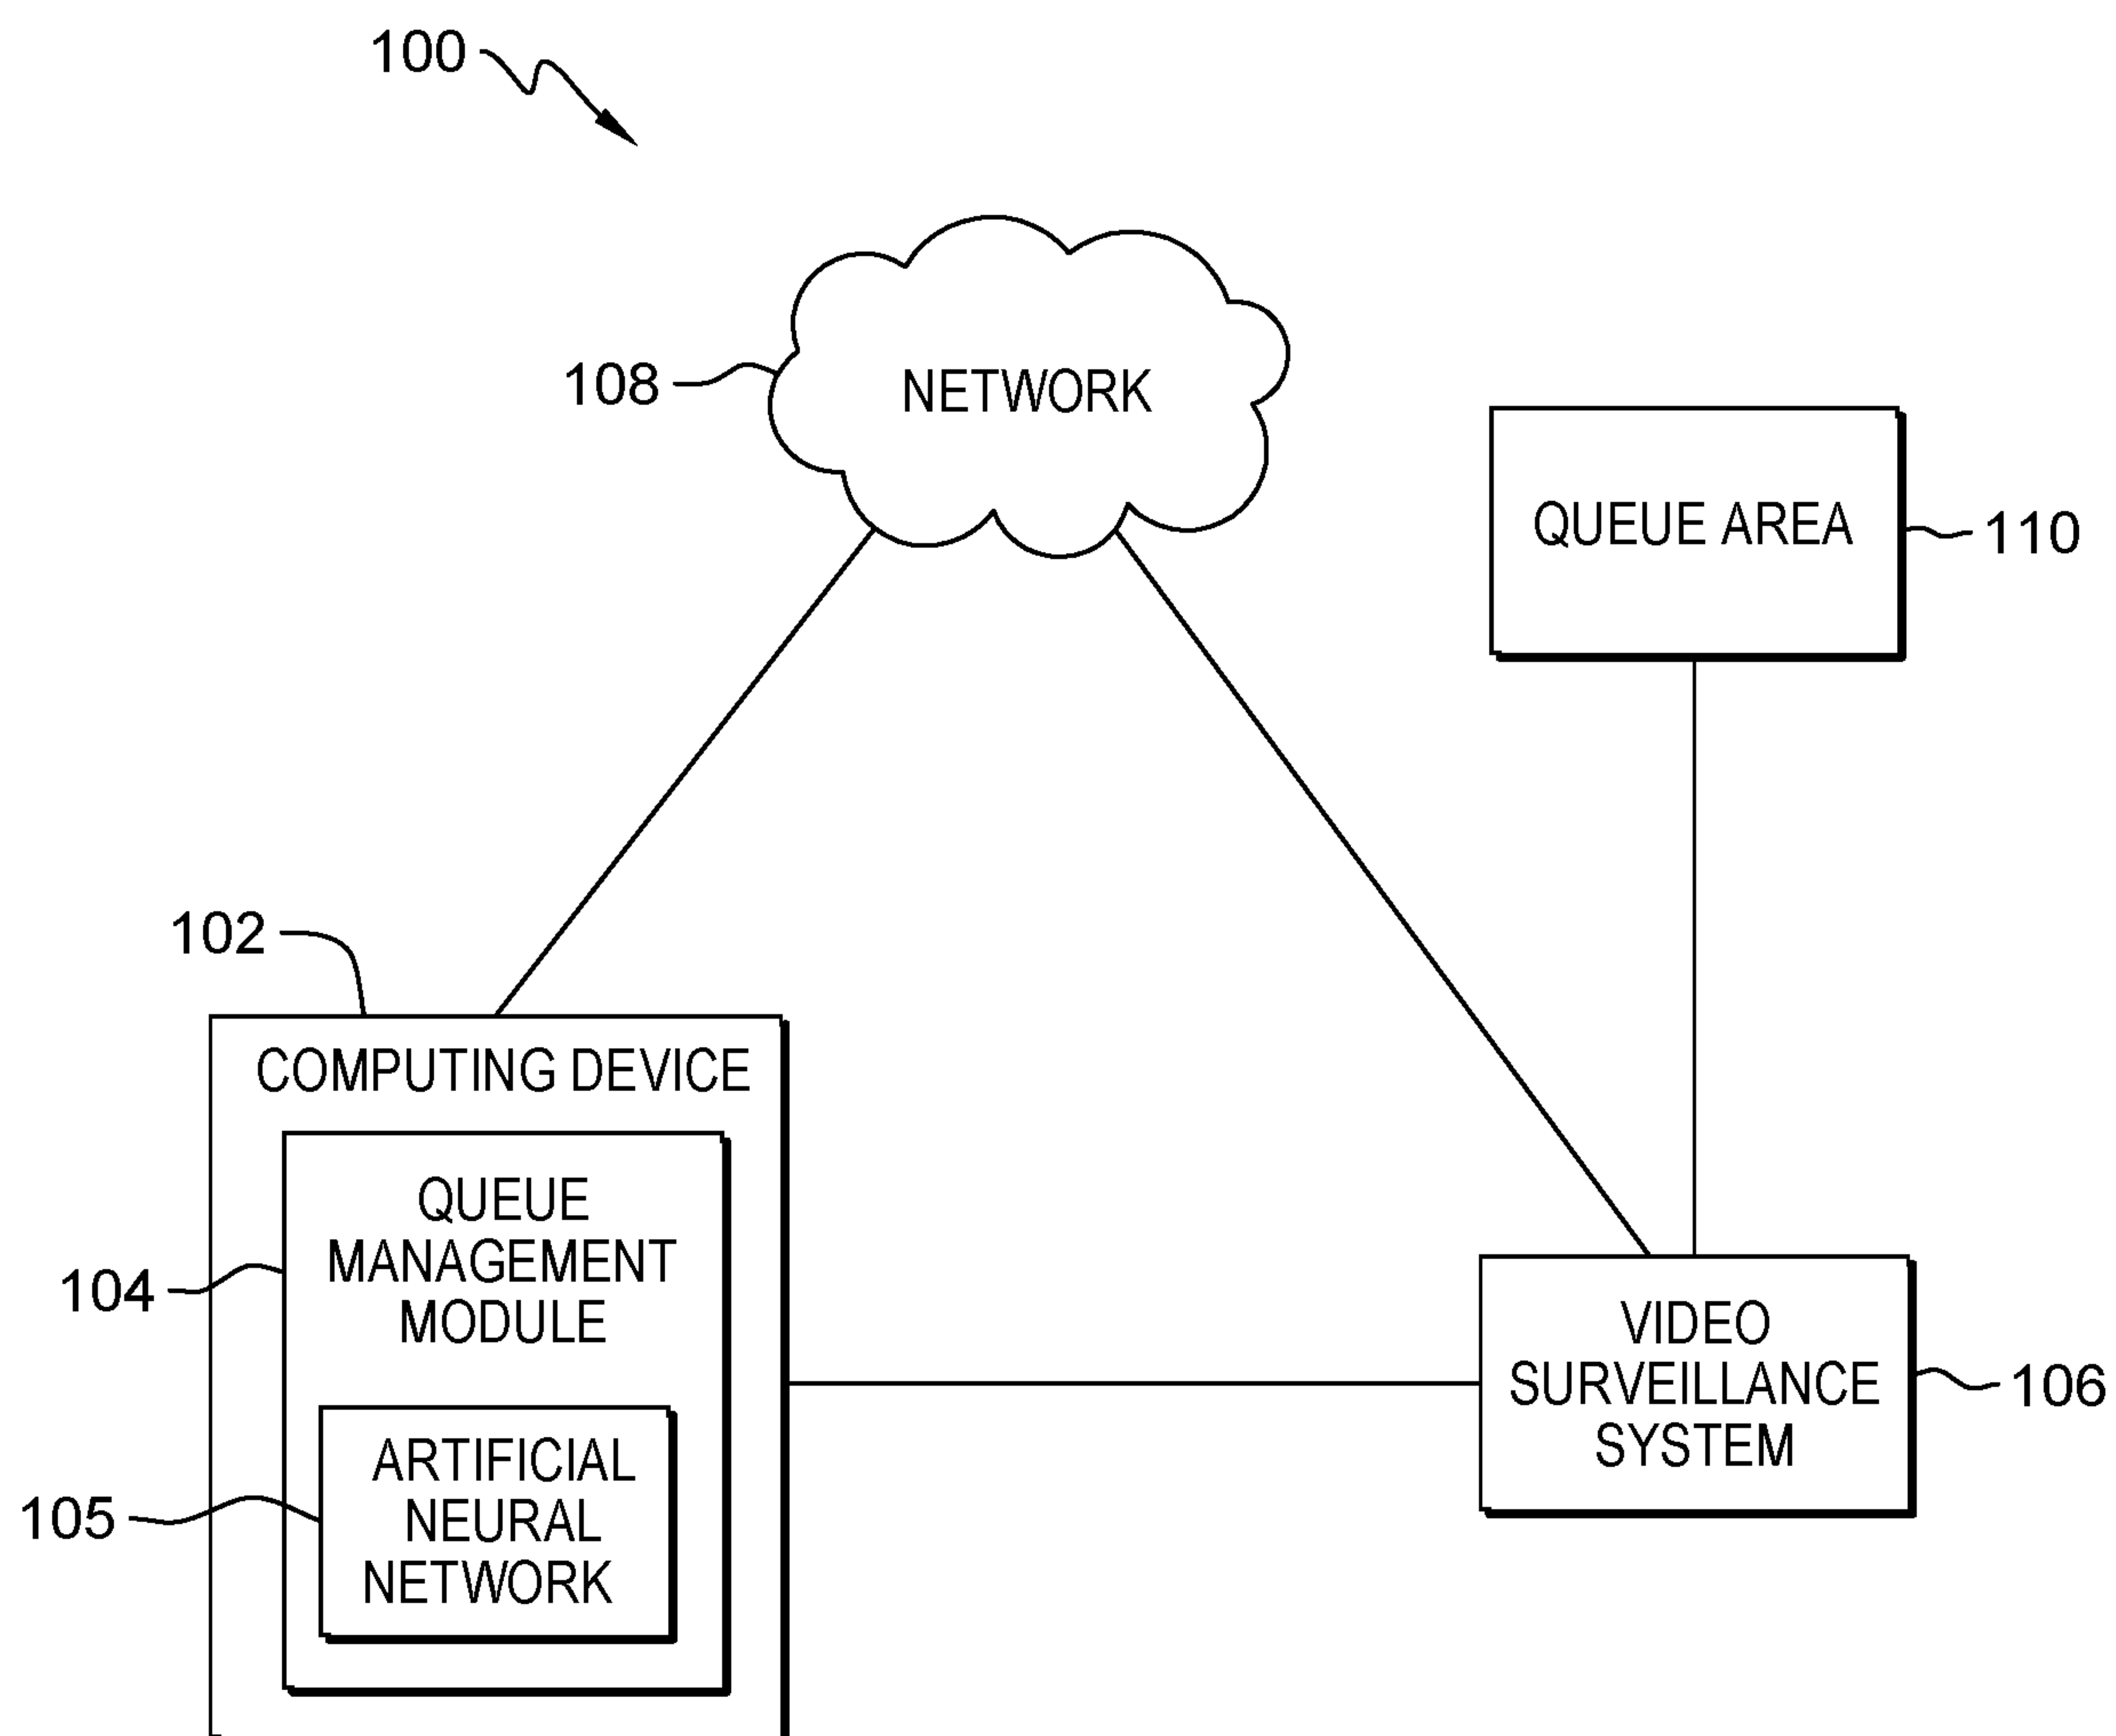 100
108
NETWORK
QUEUE AREA
110
102
COMPUTING DEVICE
QUEUE
MANAGEMENT
MODULE
104
ARTIFICIAL
NEURAL
NETWORK
105
VIDEO
SURVEILLANCE
SYSTEM
106